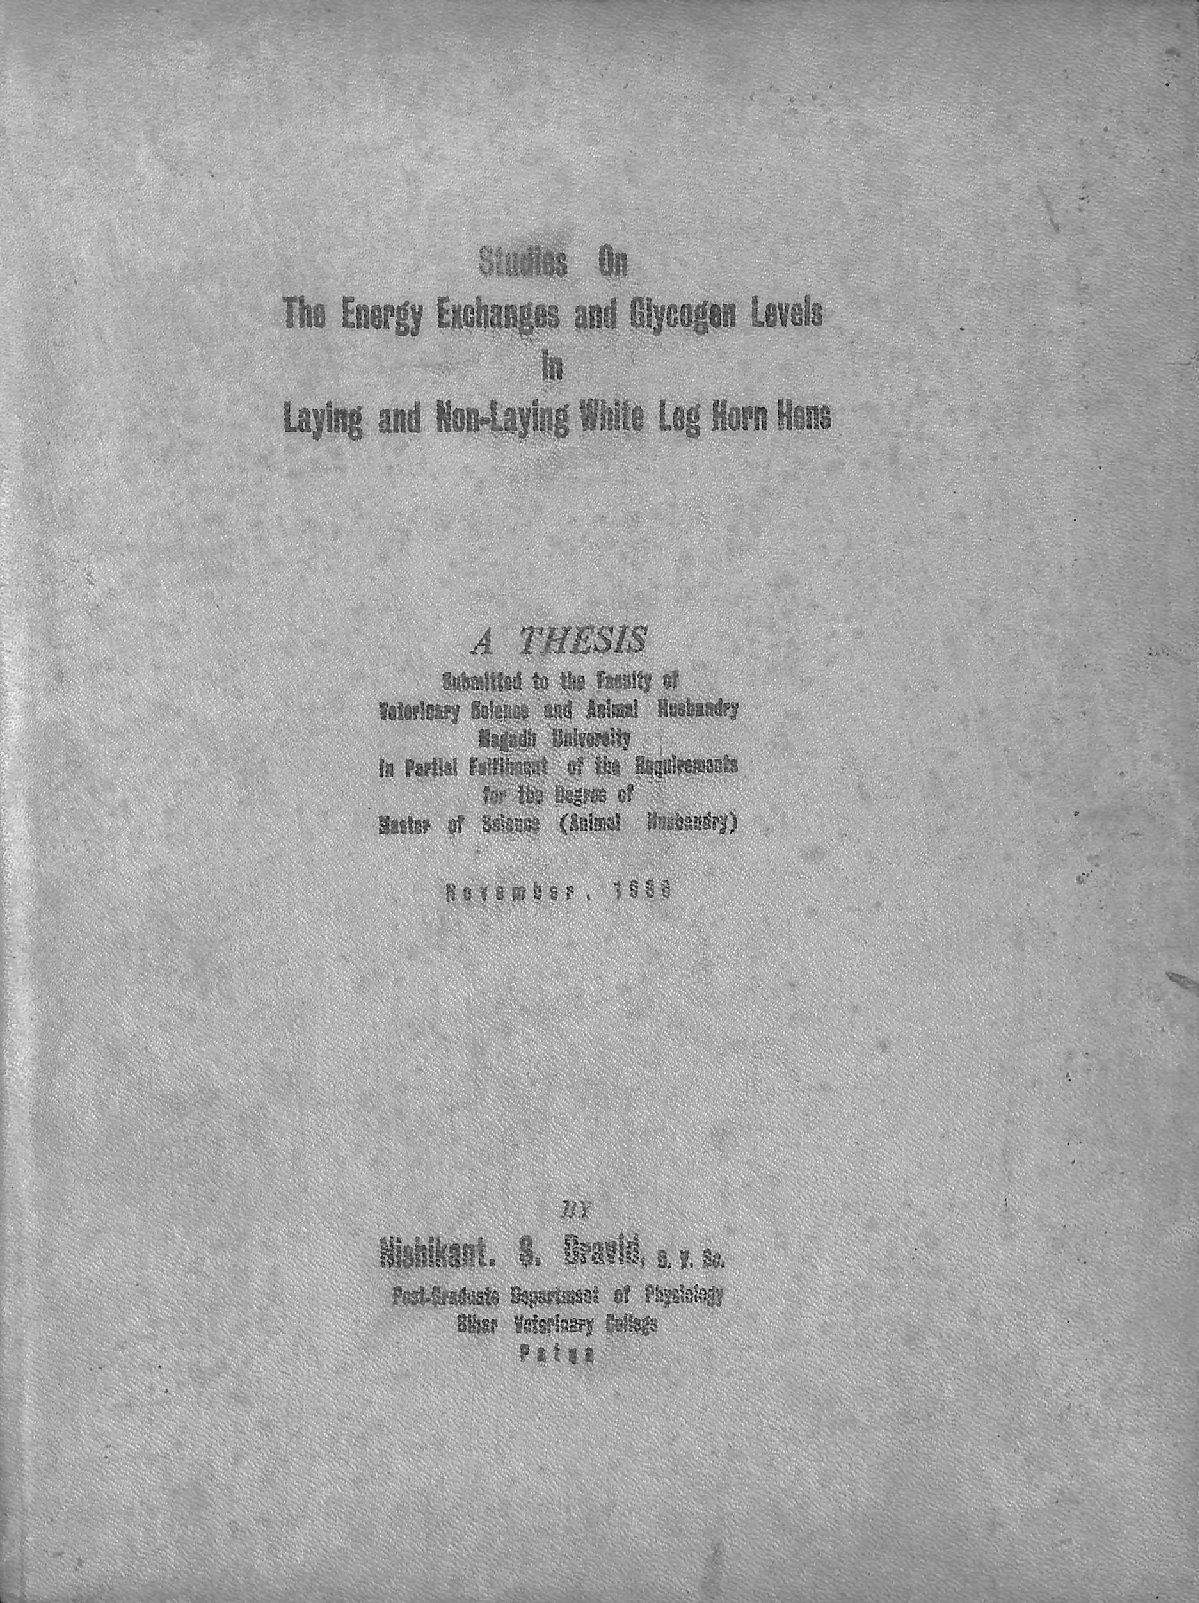 Studies On
The Energy Exchanges and Glycogen Levels
in
Laying and Non-Laying White Leg Horn Hens
A THESIS
Submitted to the Faculty of
Veterinary Science and Animal Husbandry
Magadh University
in Partial Fulfilment of the Requirements
for the Degree of
Master of Science (Animal Husbandry)
November,
BY
Nishikant. S. Dravid, B. V. Sc.
Post-Graduate Department of Physiology
Bihar Veterinary College
Patna